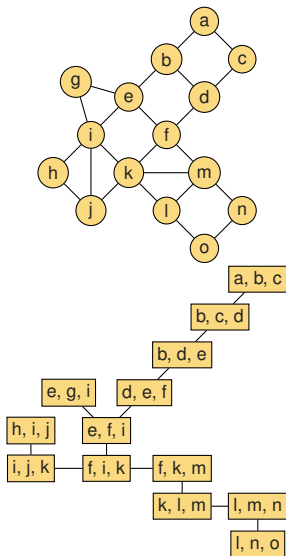 a
b
c
g
e
d
i
f
h
k
m
j
l
n
o
a, b, c
b, c, d
b, d, e
e, g, i
d, e, f
h, i, j
e, f, i
i, j, k
f, i, k
f, k, m
k, l, m
l, m, n
l, n, o